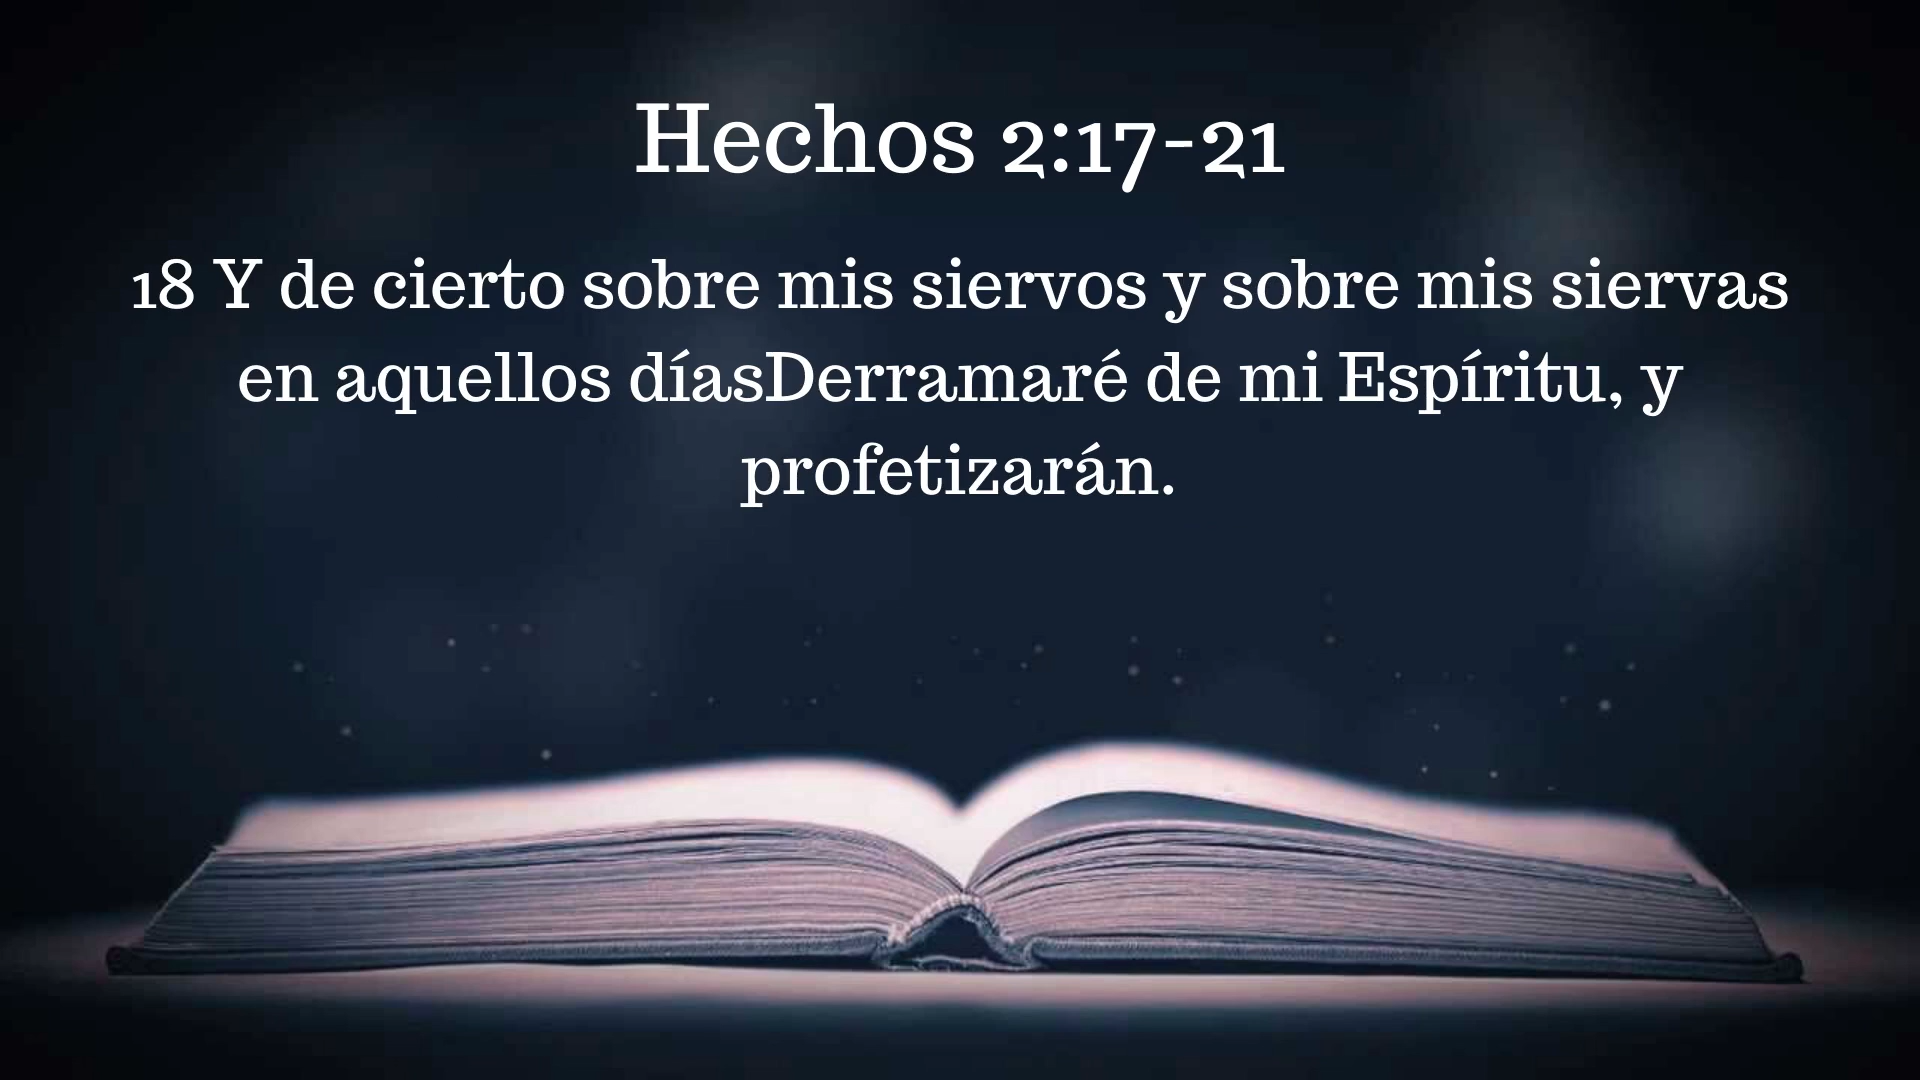 Hechos 2:17-21
18 Y de cierto sobre mis siervos y sobre mis siervas
en aquellos díasDerramaré de mi Espíritu, y
profetizarán.